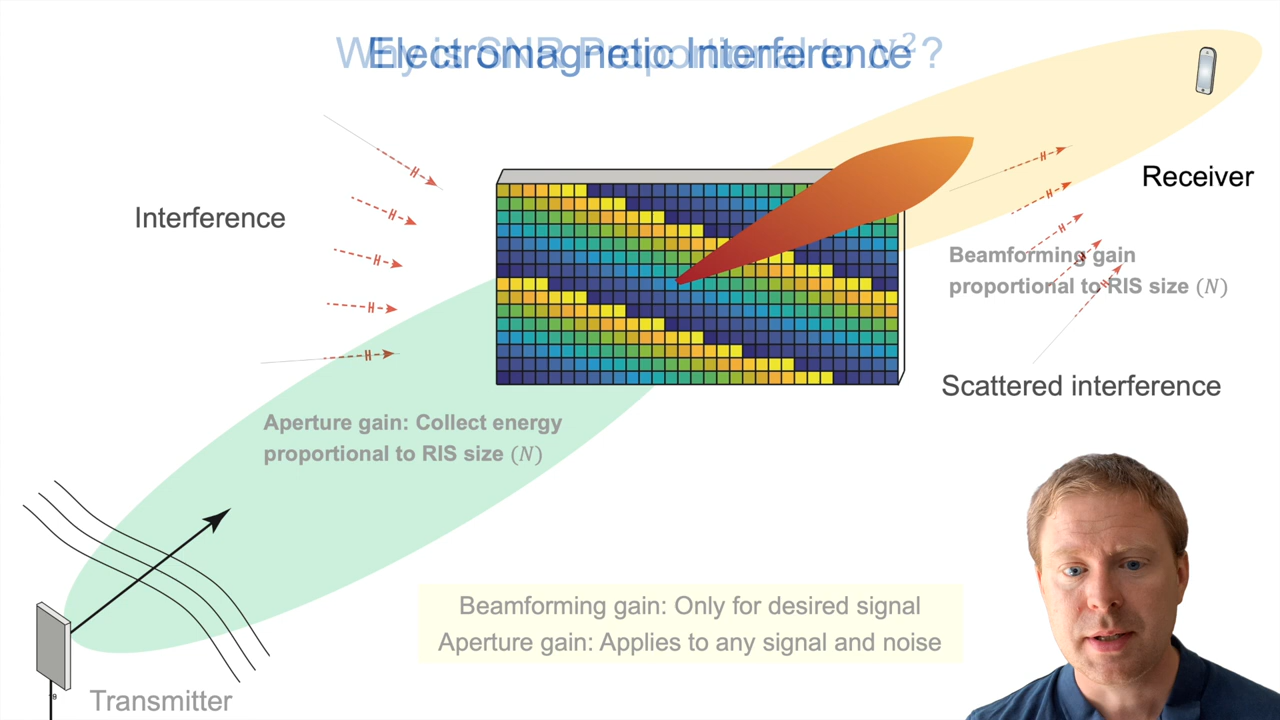 Why is SNR Proportional to N²?
Electromagnetic Interference
Receiver
Interference
Beamforming gain
proportional to RIS size (N)
Scattered interference
Aperture gain: Collect energy
proportional to RIS size (N)
Beamforming gain: Only for desired signal
Aperture gain: Applies to any signal and noise
Transmitter